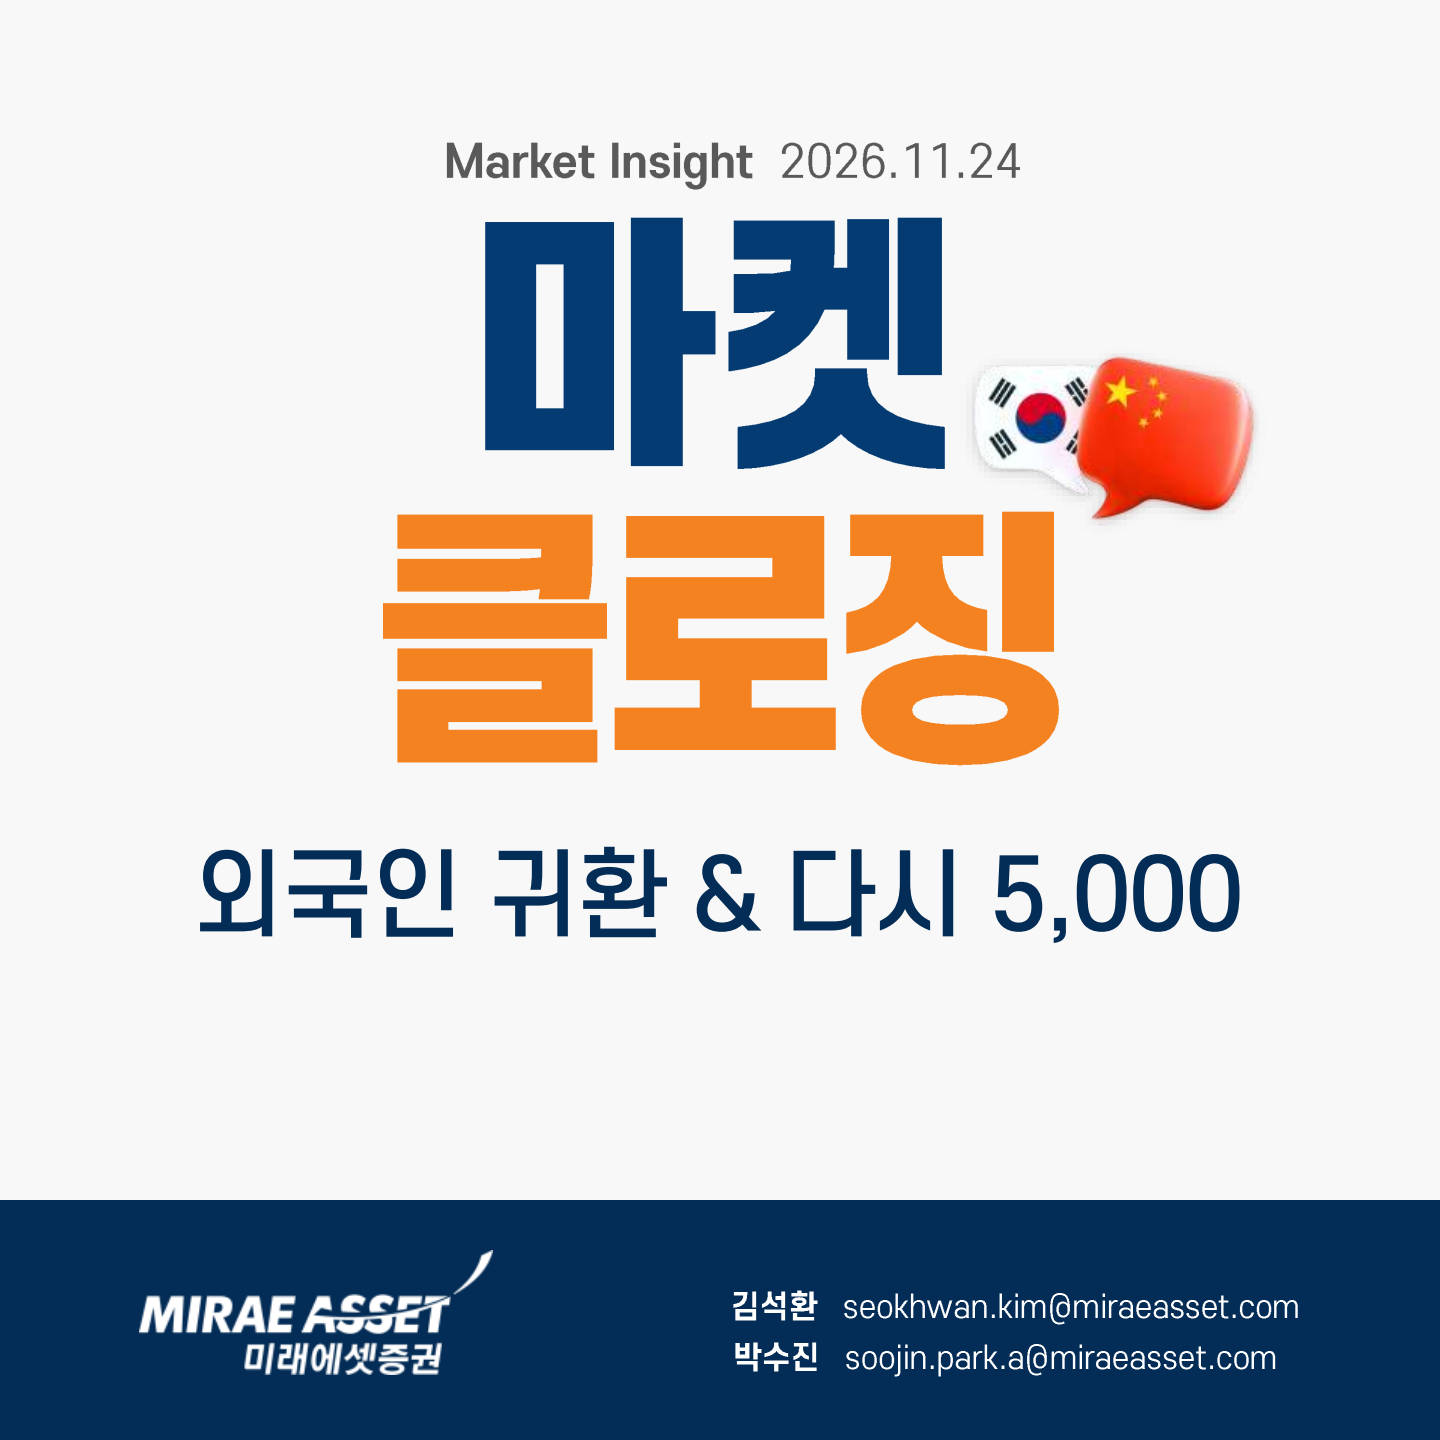 Market Insight 2026.11.24
마켓
클로징
외국인 귀환 & 다시 5,000
MIRAE ASSET
미래에셋증권
김석환 seokhwan.kim@miraeasset.com
박수진 soojin.park.a@miraeasset.com